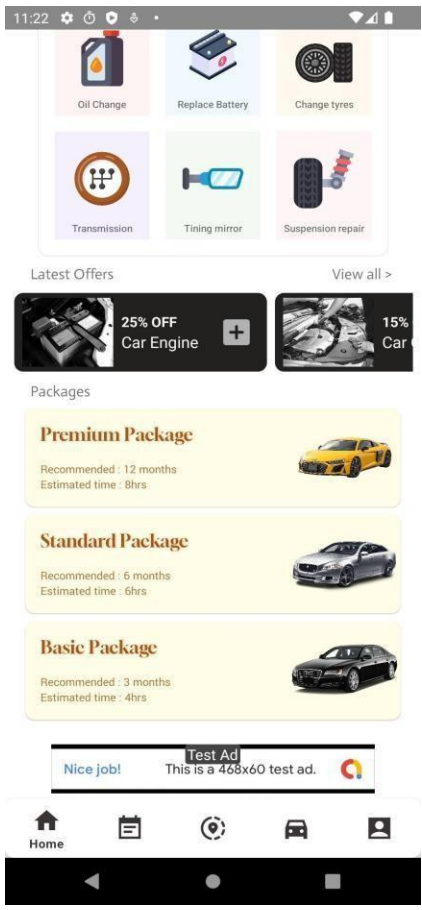 11:22
Oil Change
Replace Battery
Change tyres
Transmission
Tining mirror
Suspension repair
Latest Offers
View all >
25% OFF
Car Engine
15%
Car
Packages
Premium Package
Recommended : 12 months
Estimated time : 8hrs
Standard Package
Recommended : 6 months
Estimated time : 6hrs
Basic Package
Recommended : 3 months
Estimated time : 4hrs
Test Ad
Nice job!
This is a 468x60 test ad.
Home